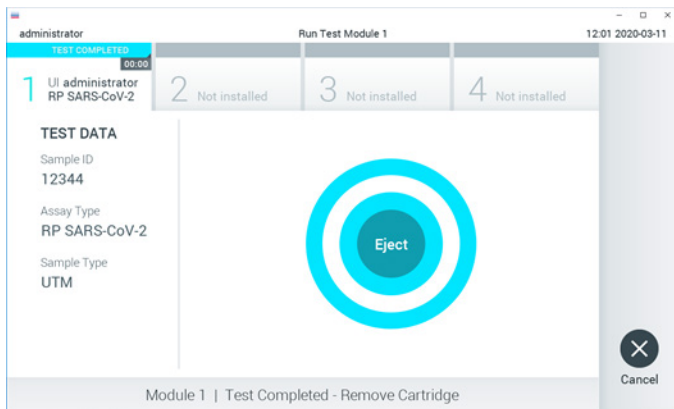 administrator
Run Test Module 1
12:01 2020-03-11
TEST COMPLETED
00:00
1
UI administrator
RP SARS-CoV-2
2 Not installed
3 Not installed
4 Not installed
TEST DATA
Sample ID
12344
Assay Type
RP SARS-CoV-2
Sample Type
UTM
Eject
Cancel
Module 1 | Test Completed - Remove Cartridge